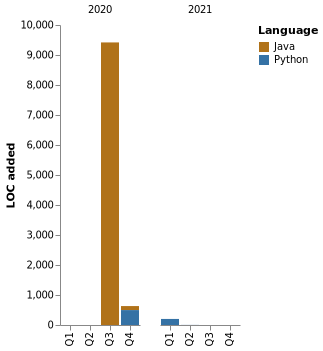 2020
2021
Language
Java
Python
LOC added
10,000
9,000
8,000
7,000
6,000
5,000
4,000
3,000
2,000
1,000
0
Q1
Q2
Q3
Q4
Q1
Q2
Q3
Q4